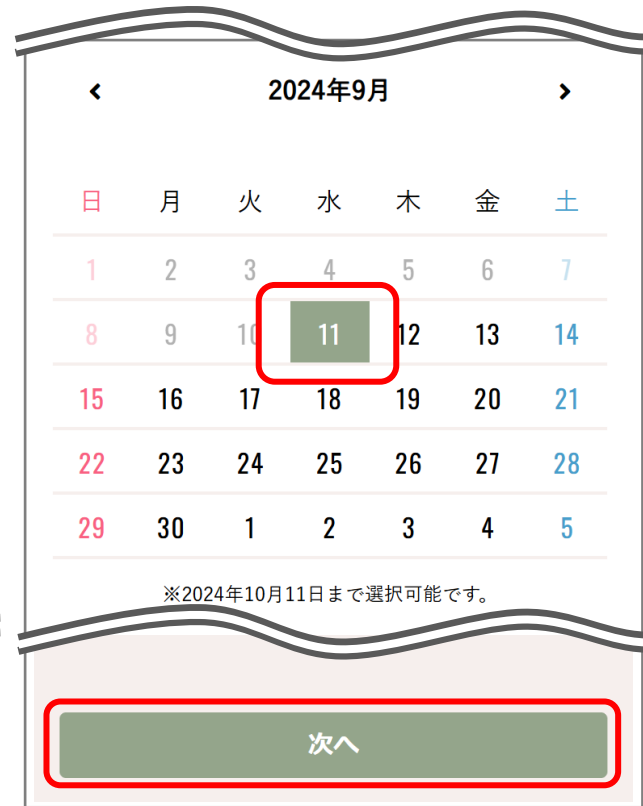 2024年9月
日 月 火 水 木 金 土
1 2 3 4 5 6 7
8 9 10 11 12 13 14
15 16 17 18 19 20 21
22 23 24 25 26 27 28
29 30 1 2 3 4 5
※2024年10月11日まで選択可能です。
次へ